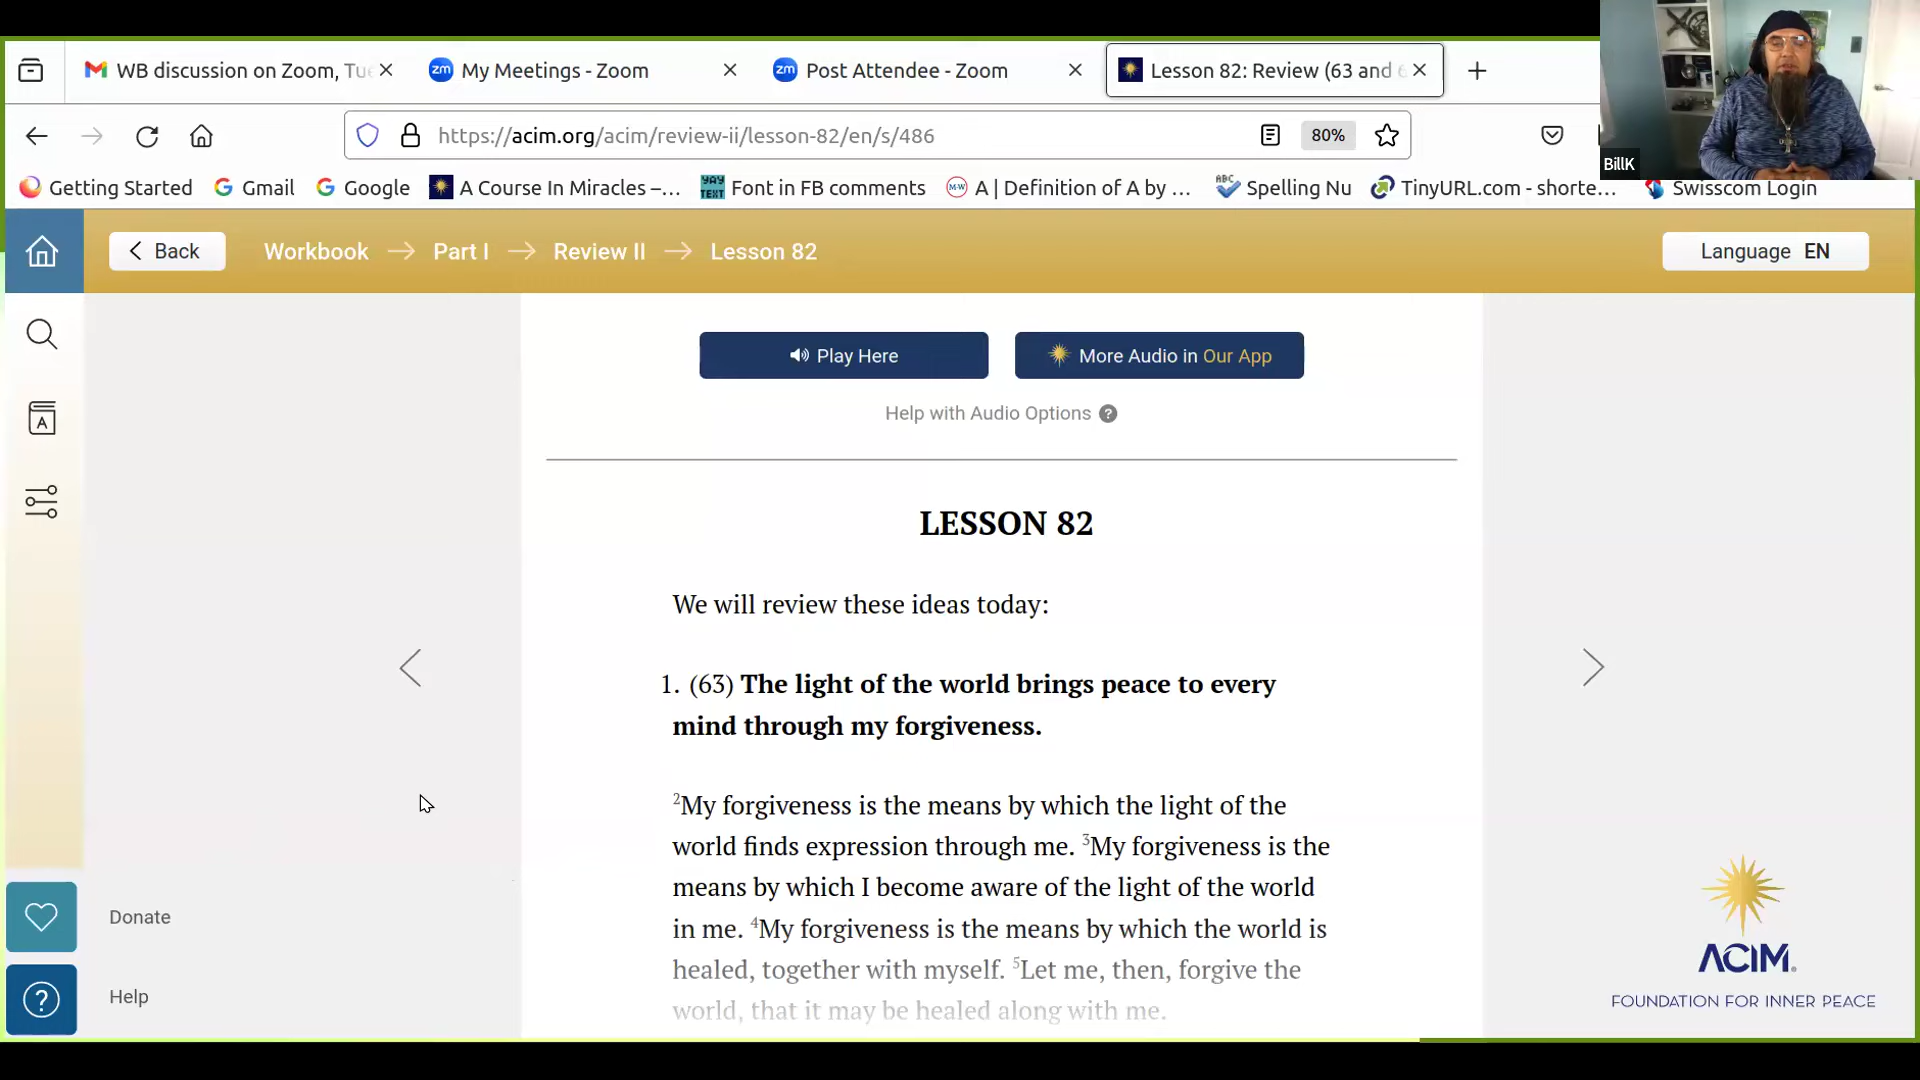 WB discussion on Zoom, Tue
My Meetings - Zoom
Post Attendee - Zoom
Lesson 82: Review (63 and 6
https://acim.org/acim/review-ii/lesson-82/en/s/486
80%
BillK
Getting Started
Gmail
Google
A Course In Miracles –...
YAY TEXT
Font in FB comments
M-W
A | Definition of A by ...
ABC
Spelling Nu
TinyURL.com - shorte...
Swisscom Login
Back
Workbook → Part I → Review II → Lesson 82
Language EN
Play Here
More Audio in Our App
Help with Audio Options ?
LESSON 82
We will review these ideas today:
1. (63) The light of the world brings peace to every
mind through my forgiveness.
2My forgiveness is the means by which the light of the
world finds expression through me. 3My forgiveness is the
means by which I become aware of the light of the world
in me. 4My forgiveness is the means by which the world is
healed, together with myself. 5Let me, then, forgive the
world, that it may be healed along with me.
Donate
Help
ACIM.
FOUNDATION FOR INNER PEACE